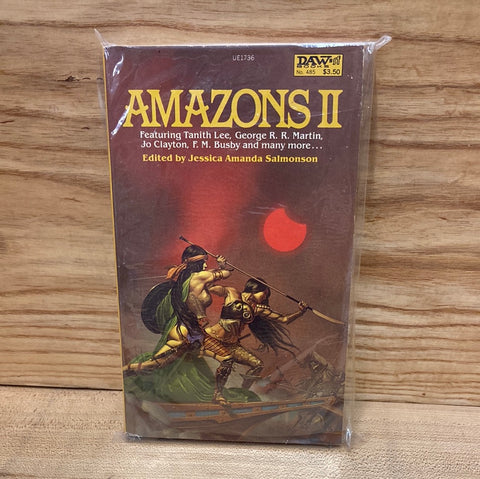 UE1736
DAW
BOOKS
No. 485 $3.50
AMAZONS II
Featuring Tanith Lee, George R. R. Martin,
Jo Clayton, F. M. Busby and many more...
Edited by Jessica Amanda Salmonson